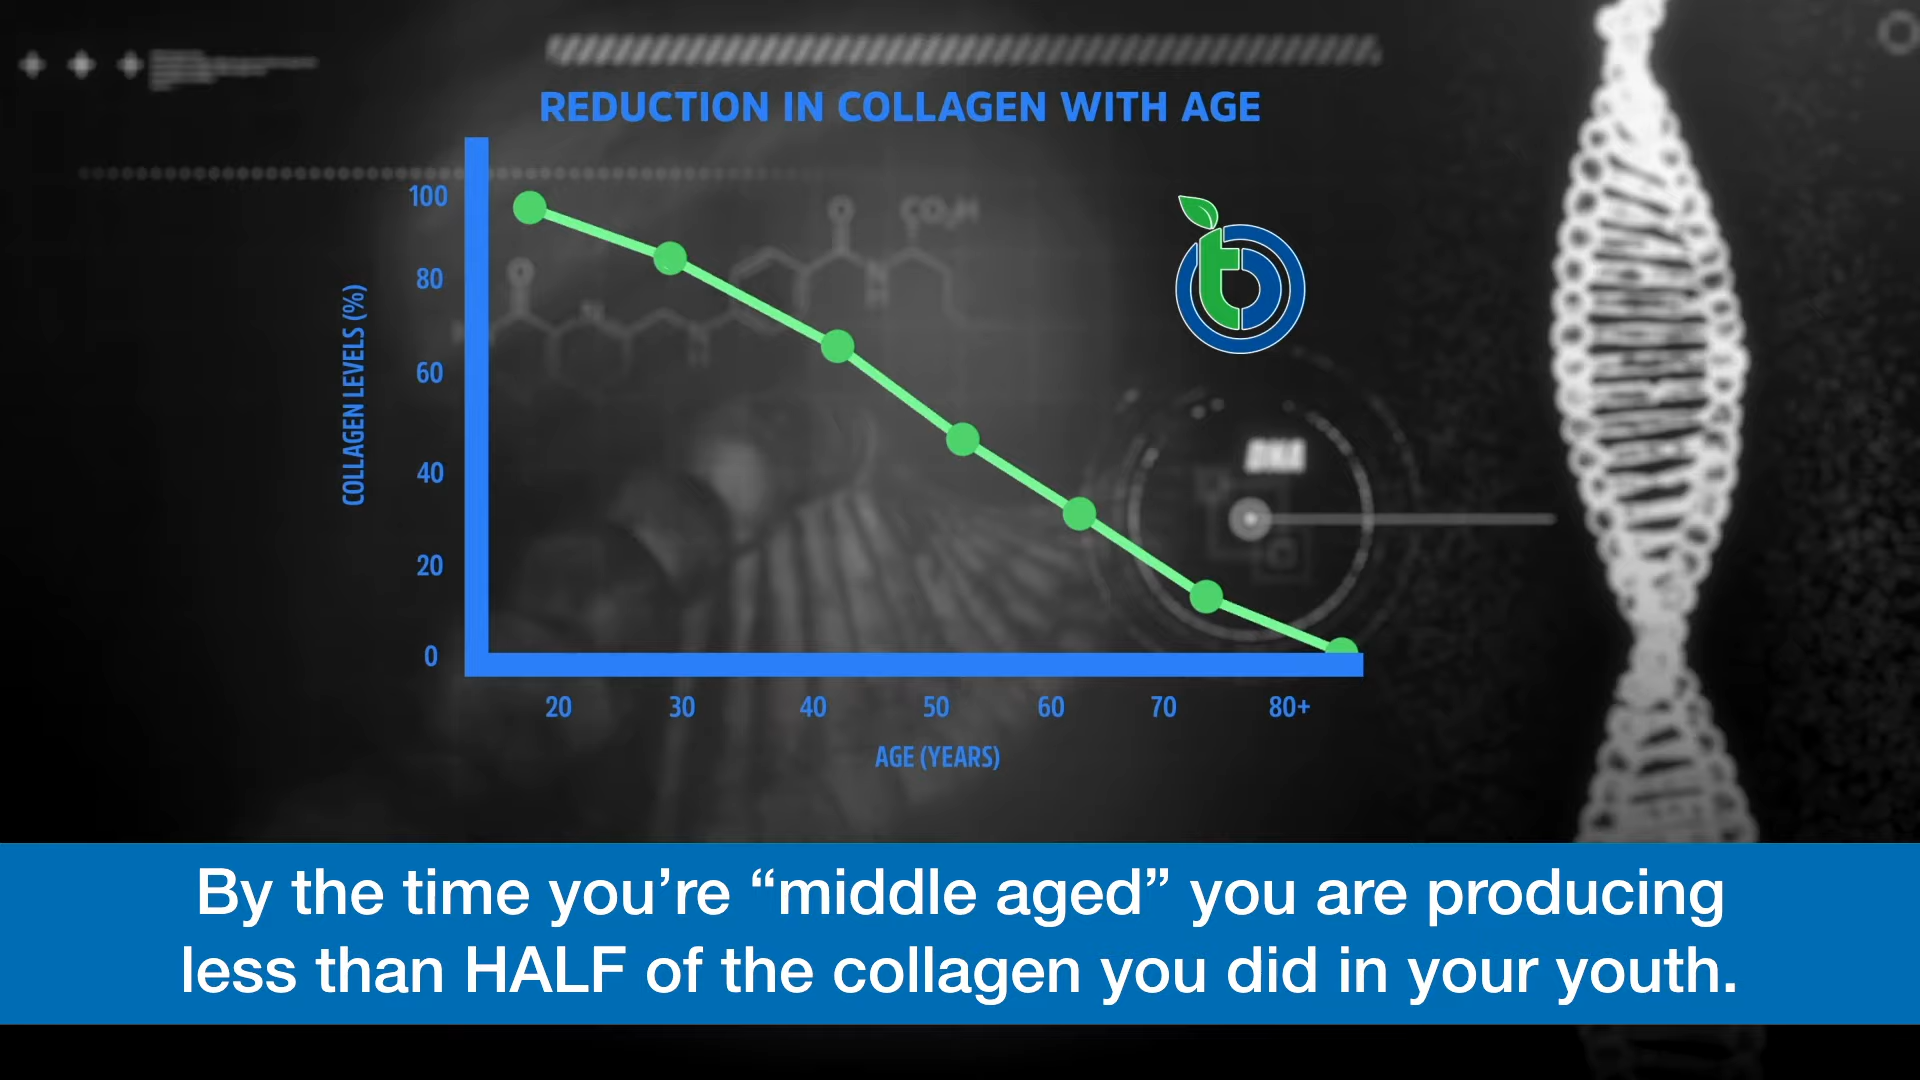 REDUCTION IN COLLAGEN WITH AGE
O
CO₂H
100
80
60
40
20
0
COLLAGEN LEVELS (%)
O
N
H
N
H
DNA
20 30 40 50 60 70 80+
AGE (YEARS)
By the time you’re “middle aged” you are producing
less than HALF of the collagen you did in your youth.